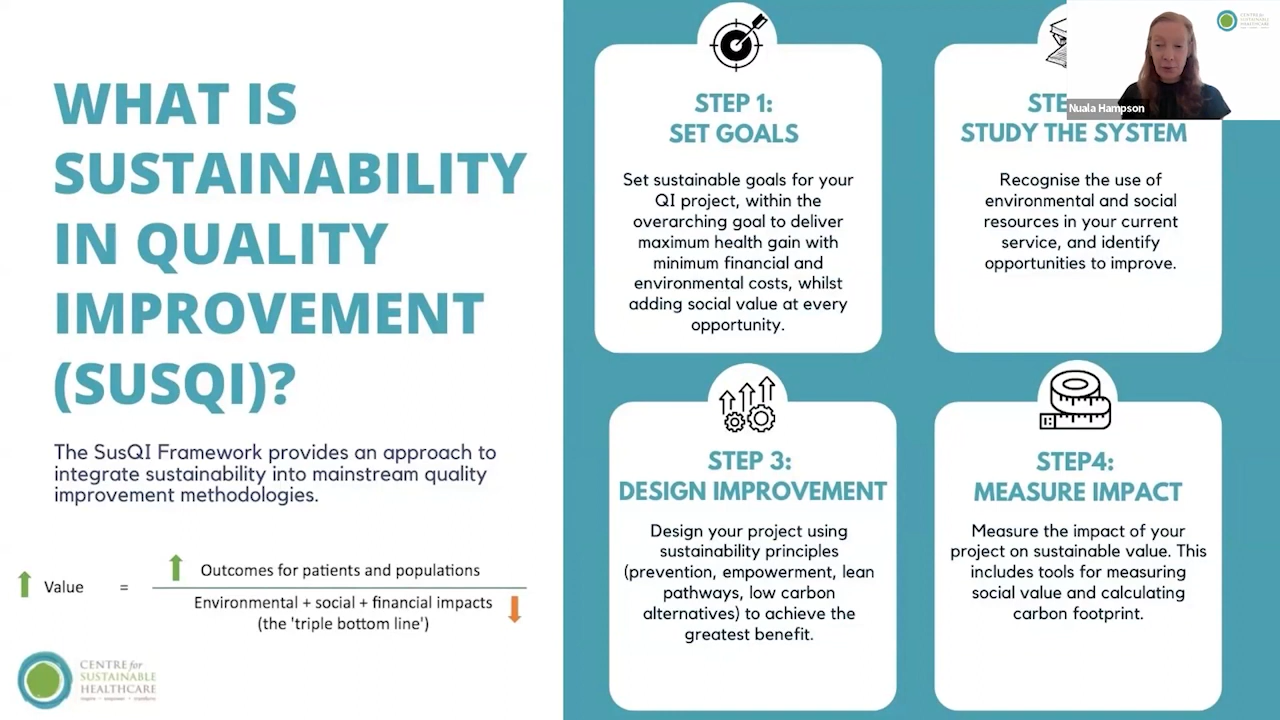 WHAT IS
SUSTAINABILITY
IN QUALITY
IMPROVEMENT
(SUSQI)?
The SusQI Framework provides an approach to
integrate sustainability into mainstream quality
improvement methodologies.
Value = Outcomes for patients and populations
Environmental + social + financial impacts
(the 'triple bottom line')
CENTRE for
SUSTAINABLE
HEALTHCARE
STEP 1:
SET GOALS
Set sustainable goals for your
QI project, within the
overarching goal to deliver
maximum health gain with
minimum financial and
environmental costs, whilst
adding social value at every
opportunity.
STE
STUDY THE SYSTEM
Recognise the use of
environmental and social
resources in your current
service, and identify
opportunities to improve.
STEP 3:
DESIGN IMPROVEMENT
Design your project using
sustainability principles
(prevention, empowerment, lean
pathways, low carbon
alternatives) to achieve the
greatest benefit.
STEP4:
MEASURE IMPACT
Measure the impact of your
project on sustainable value. This
includes tools for measuring
social value and calculating
carbon footprint.
Nuala Hampson
CENTRE for
SUSTAINABLE
HEALTHCARE